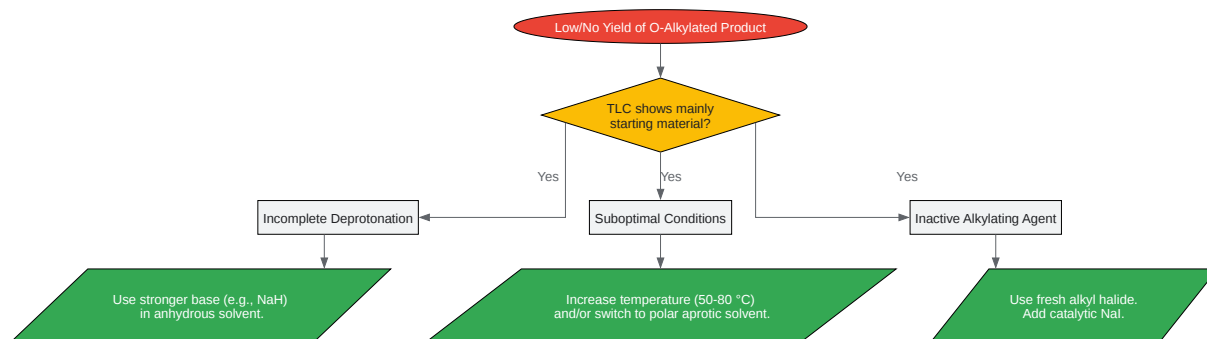 Low/No Yield of O-Alkylated Product
TLC shows mainly
starting material?
Yes
Yes
Yes
Incomplete Deprotonation
Suboptimal Conditions
Inactive Alkylating Agent
Use stronger base (e.g., NaH)
in anhydrous solvent.
Increase temperature (50-80 °C)
and/or switch to polar aprotic solvent.
Use fresh alkyl halide.
Add catalytic NaI.